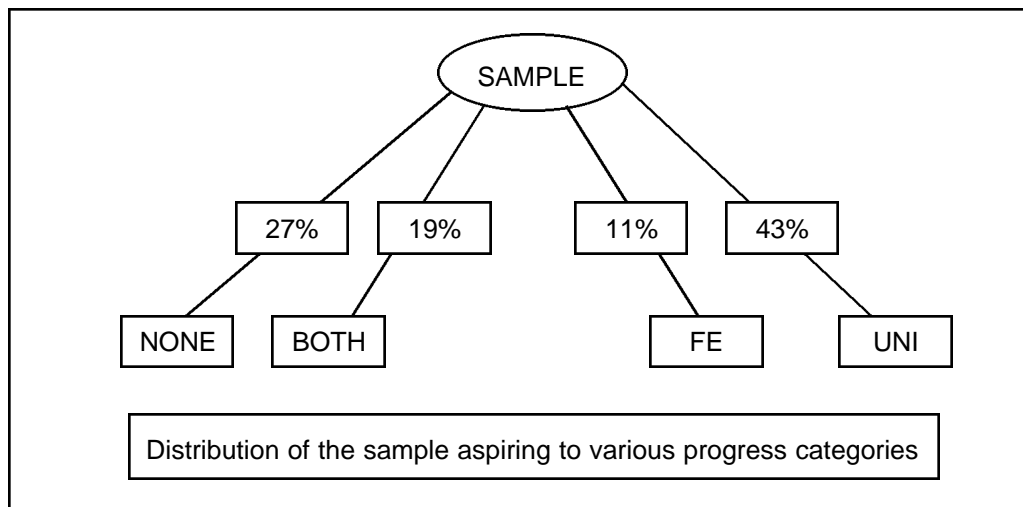 SAMPLE
27% 19% 11% 43%
NONE BOTH FE UNI
Distribution of the sample aspiring to various progress categories